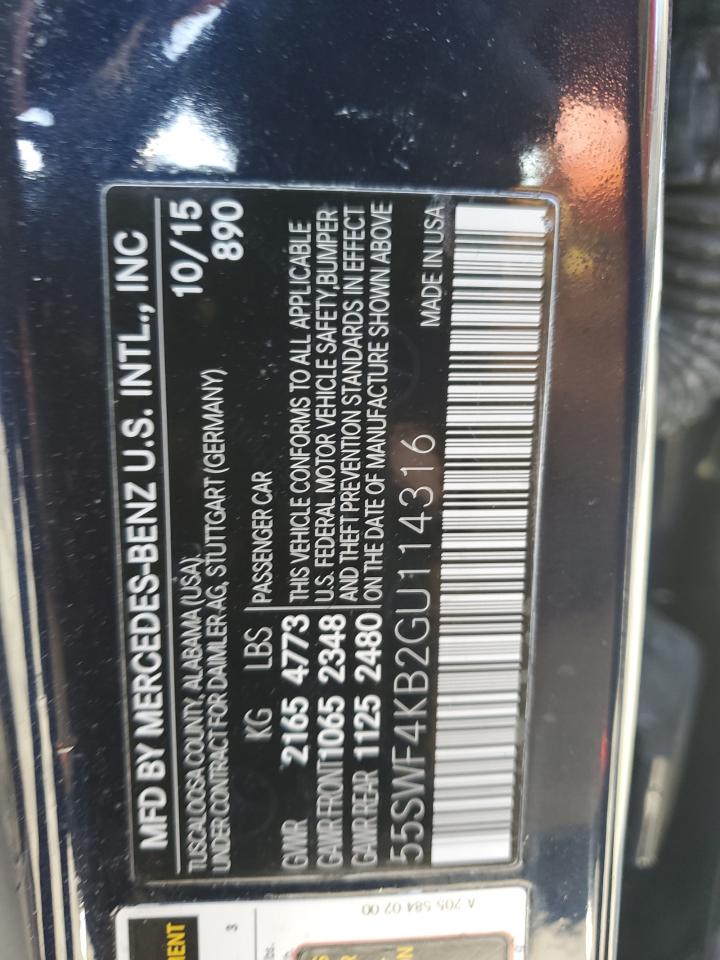 MFD BY MERCEDES-BENZ U.S. INTL., INC
TUSCALOOSA COUNTY, ALABAMA (USA) 10/15
UNDER CONTRACT FOR DAIMLER AG, STUTTGART (GERMANY) 890
KG LBS PASSENGER CAR
GVWR 2165 4773 THIS VEHICLE CONFORMS TO ALL APPLICABLE
GAWR FRONT 1065 2348 U.S. FEDERAL MOTOR VEHICLE SAFETY,BUMPER
GAWR REAR 1125 2480 AND THEFT PREVENTION STANDARDS IN EFFECT
ON THE DATE OF MANUFACTURE SHOWN ABOVE
55SWF4KB2GU114316 MADE IN USA
A 205 584 02 00
3
lbs.